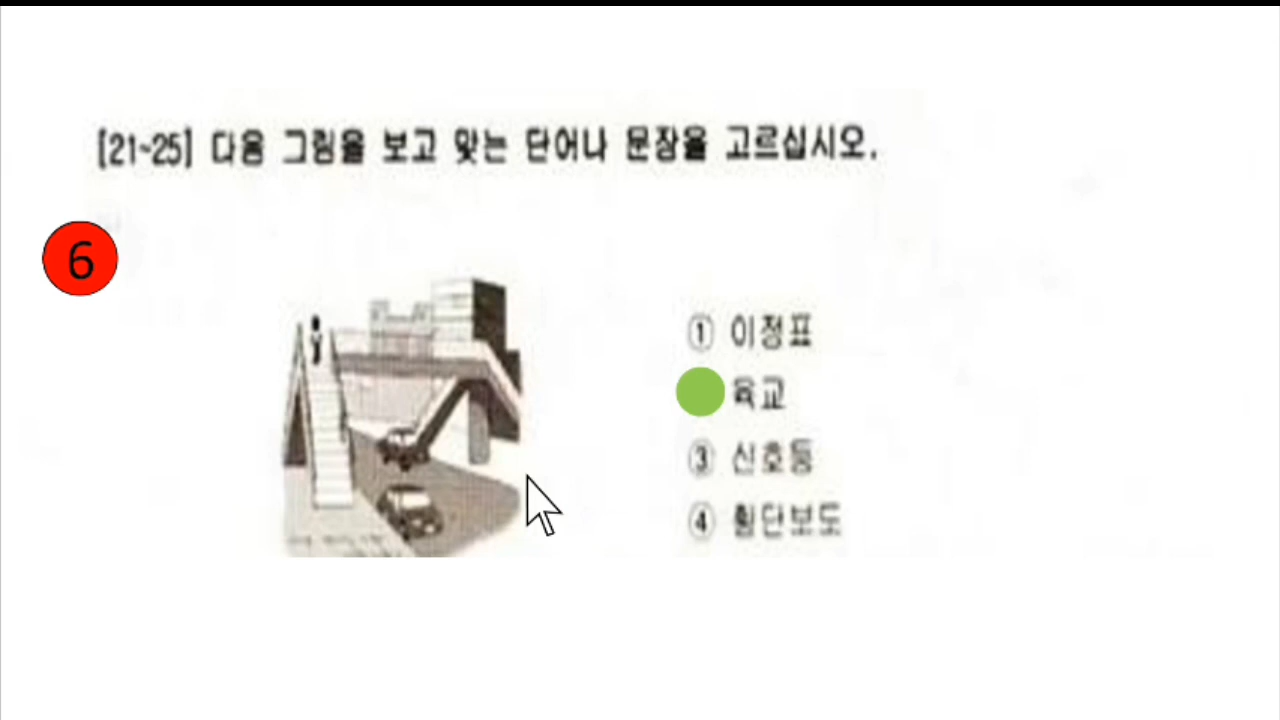 [21~25] 다음 그림을 보고 맞는 단어나 문장을 고르십시오.
6
① 이정표
육교
③ 신호등
④ 횡단보도